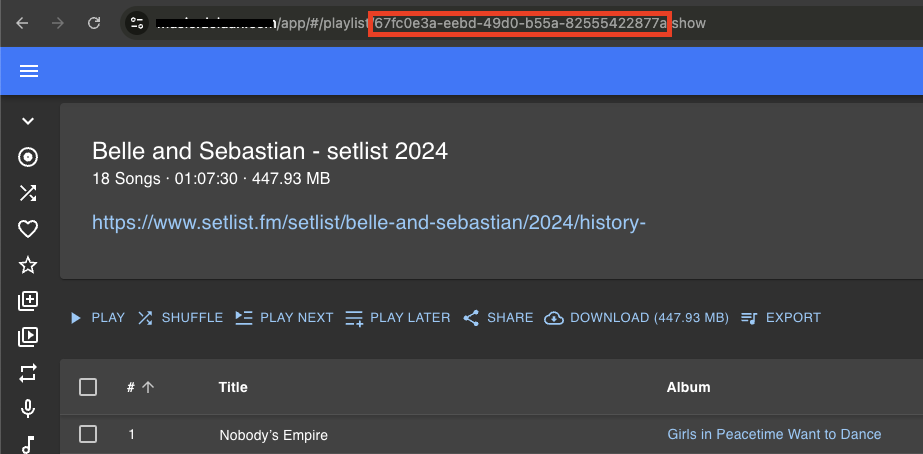 /app/#/playlist/67fc0e3a-eebd-49d0-b55a-82555422877a/show
Belle and Sebastian - setlist 2024
18 Songs · 01:07:30 · 447.93 MB
https://www.setlist.fm/setlist/belle-and-sebastian/2024/history-
PLAY SHUFFLE PLAY NEXT PLAY LATER SHARE DOWNLOAD (447.93 MB) EXPORT
# Title Album
1 Nobody’s Empire Girls in Peacetime Want to Dance